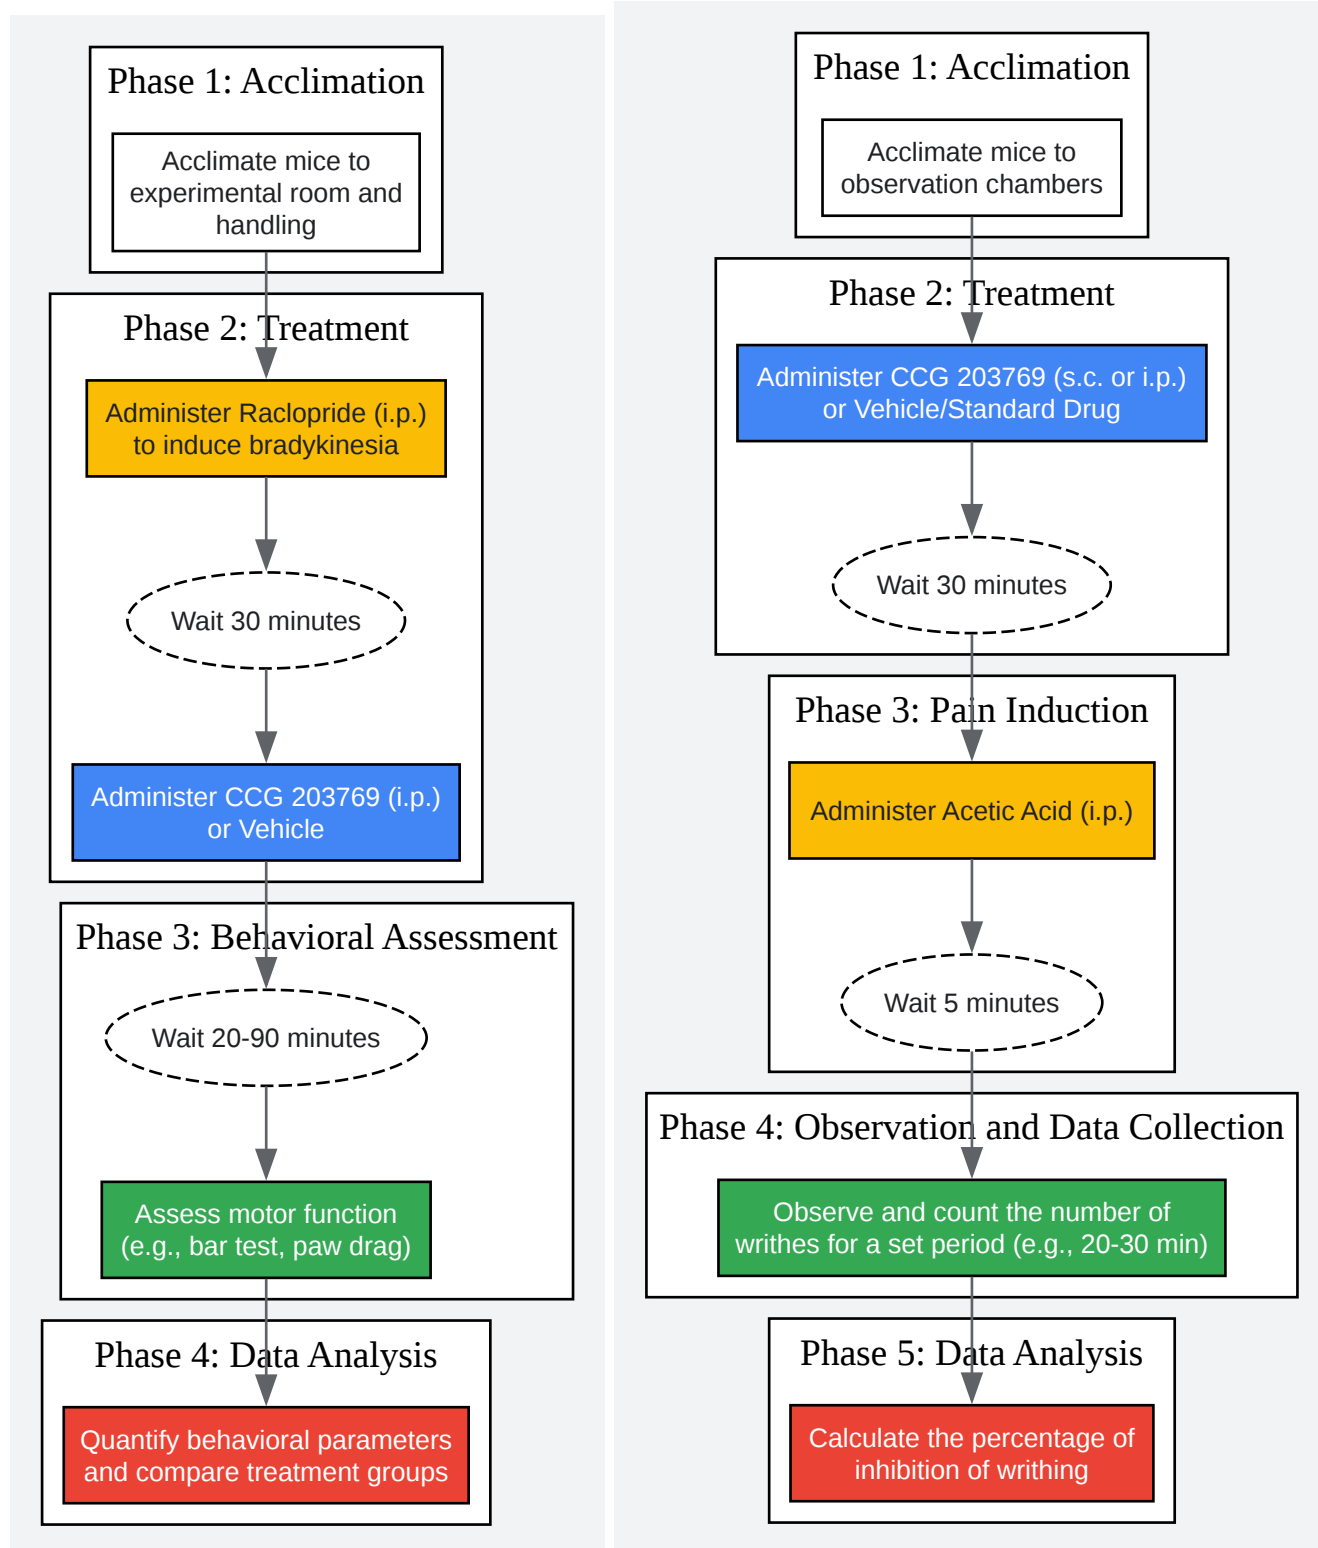 Phase 1: Acclimation
Acclimate mice to
experimental room and
handling
Phase 2: Treatment
Administer Raclopride (i.p.)
to induce bradykinesia
Wait 30 minutes
Administer CCG 203769 (i.p.)
or Vehicle
Phase 3: Behavioral Assessment
Wait 20-90 minutes
Assess motor function
(e.g., bar test, paw drag)
Phase 4: Data Analysis
Quantify behavioral parameters
and compare treatment groups
Phase 1: Acclimation
Acclimate mice to
observation chambers
Phase 2: Treatment
Administer CCG 203769 (s.c. or i.p.)
or Vehicle/Standard Drug
Wait 30 minutes
Phase 3: Pain Induction
Administer Acetic Acid (i.p.)
Wait 5 minutes
Phase 4: Observation and Data Collection
Observe and count the number of
writhes for a set period (e.g., 20-30 min)
Phase 5: Data Analysis
Calculate the percentage of
inhibition of writhing